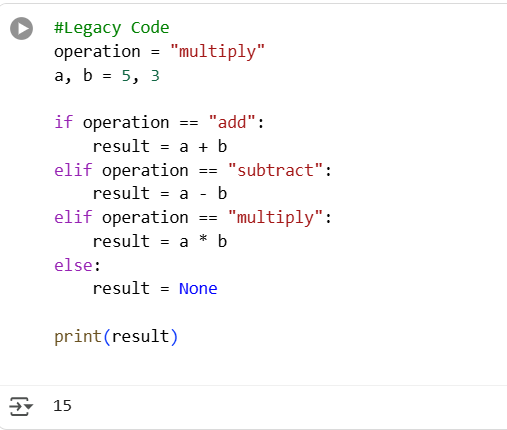 #Legacy Code
operation = "multiply"
a, b = 5, 3

if operation == "add":
    result = a + b
elif operation == "subtract":
    result = a - b
elif operation == "multiply":
    result = a * b
else:
    result = None

print(result)

15